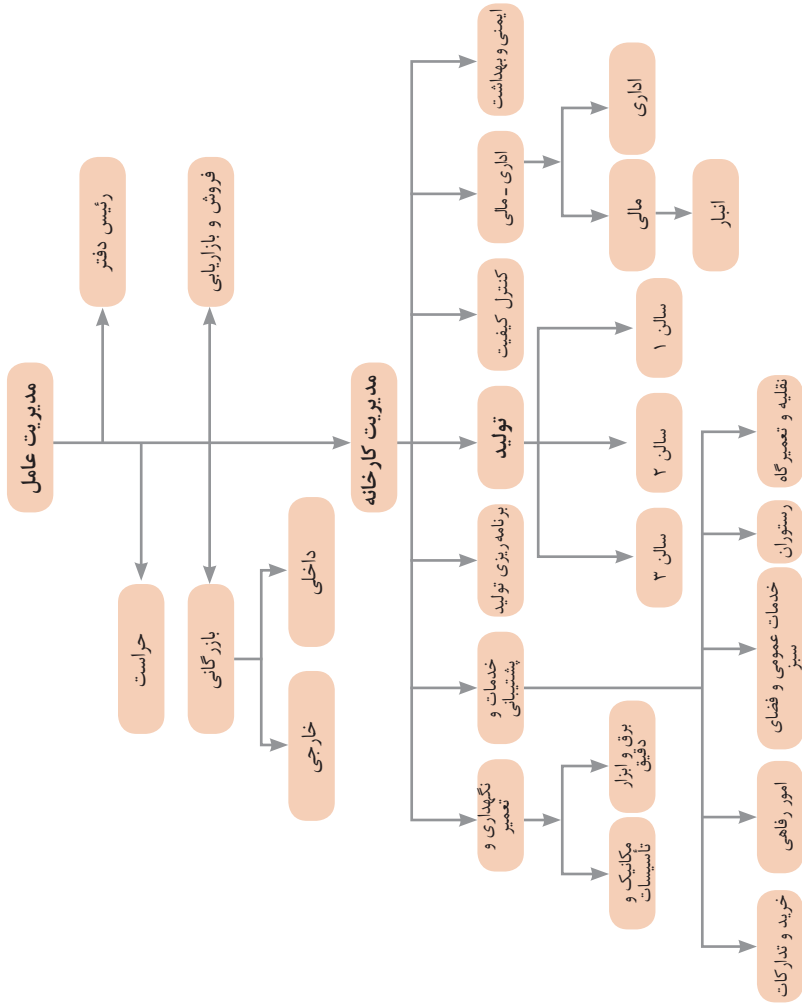 مدیریت عامل
رئیس دفتر
حراست
فروش و بازاریابی
بازرگانی
داخلی
خارجی
مدیریت کارخانه
ایمنی و بهداشت
اداری - مالی
کنترل کیفیت
تولید
برنامه ریزی تولید
خدمات و
پشتیبانی
نگهداری و
تعمیر
اداری
مالی
انبار
سالن ۱
سالن ۲
سالن ۳
برق و ابزار
دقیق
مکانیک و
تأسیسات
نقلیه و تعمیرگاه
رستوران
خدمات عمومی و فضای
سبز
امور رفاهی
خرید و تدارکات